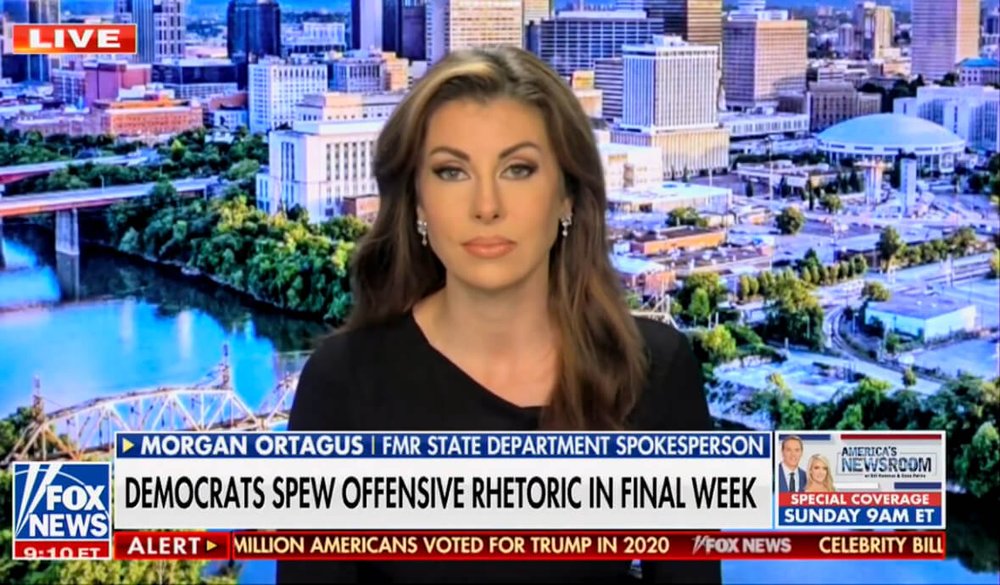 LIVE
MORGAN ORTAGUS | FMR STATE DEPARTMENT SPOKESPERSON
DEMOCRATS SPEW OFFENSIVE RHETORIC IN FINAL WEEK
AMERICA'S
NEWSROOM
SPECIAL COVERAGE
SUNDAY 9AM ET
FOX
NEWS
9:10 ET
ALERT MILLION AMERICANS VOTED FOR TRUMP IN 2020 FOX NEWS CELEBRITY BILL